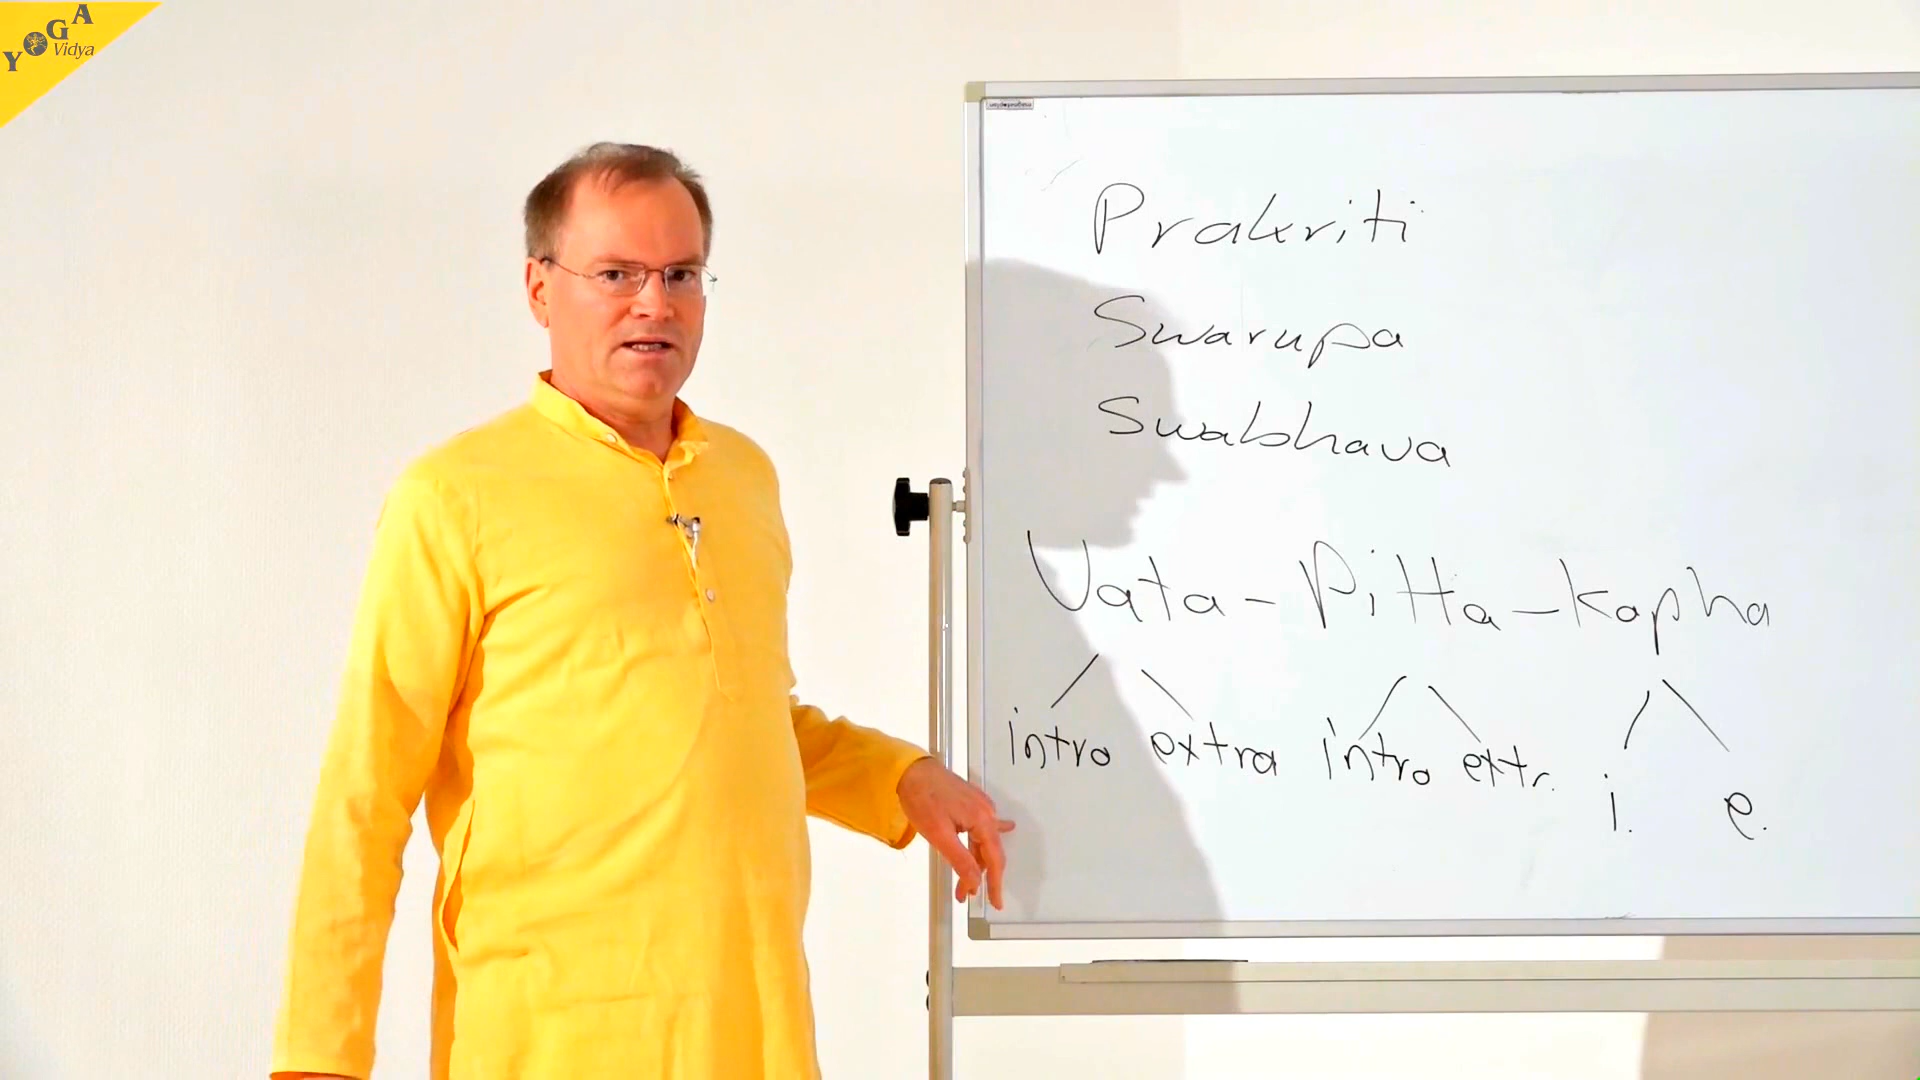 YOGA
Vidya
Prakriti
Swarupa
Swabhava
Vata - Pitta - Kapha
intro extra intro extr. i. e.